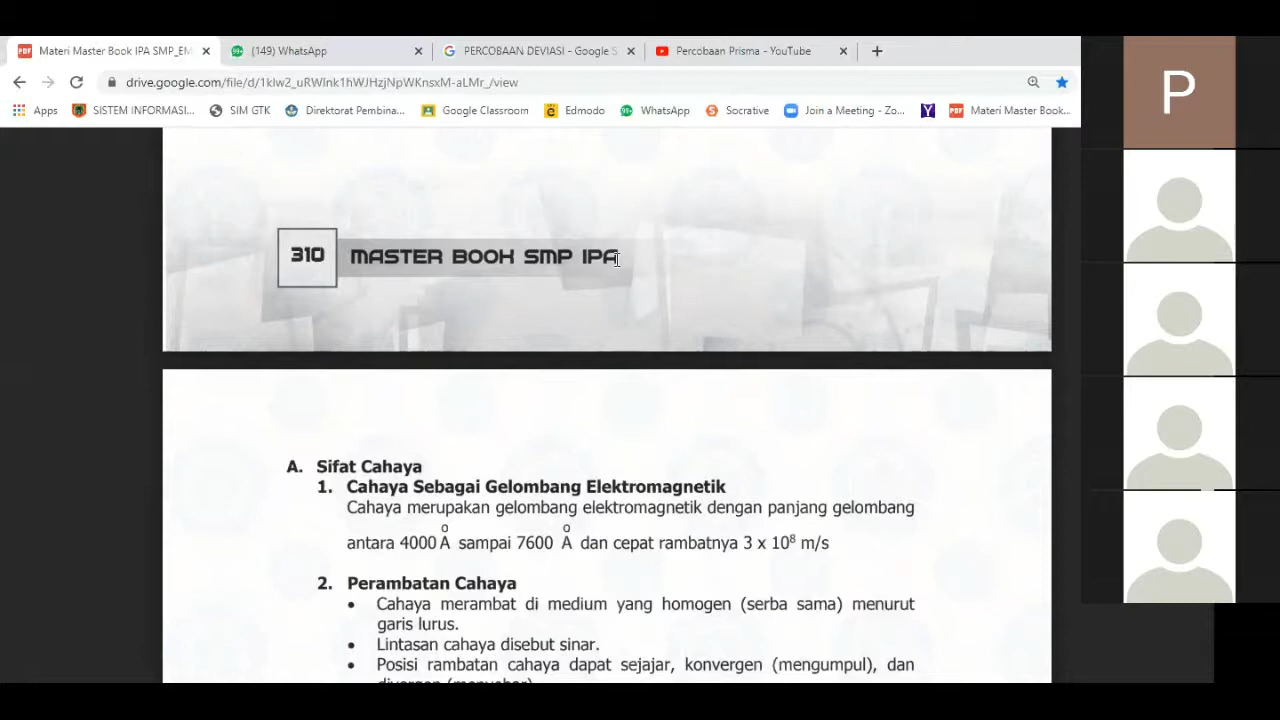 Materi Master Book IPA SMP_EM
(149) WhatsApp
PERCOBAAN DEVIASI - Google S
Percobaan Prisma - YouTube
drive.google.com/file/d/1klw2_uRWlnk1hWJHzjNpWKnsxM-aLMr_/view
Apps
SISTEM INFORMASI...
SIM GTK
Direktorat Pembina...
Google Classroom
Edmodo
WhatsApp
Socrative
Join a Meeting - Zo...
Materi Master Book...
P
310 MASTER BOOK SMP IPA
A. Sifat Cahaya
1. Cahaya Sebagai Gelombang Elektromagnetik
Cahaya merupakan gelombang elektromagnetik dengan panjang gelombang
antara 4000 Å sampai 7600 Å dan cepat rambatnya 3 x 10⁸ m/s
2. Perambatan Cahaya
• Cahaya merambat di medium yang homogen (serba sama) menurut
garis lurus.
• Lintasan cahaya disebut sinar.
• Posisi rambatan cahaya dapat sejajar, konvergen (mengumpul), dan